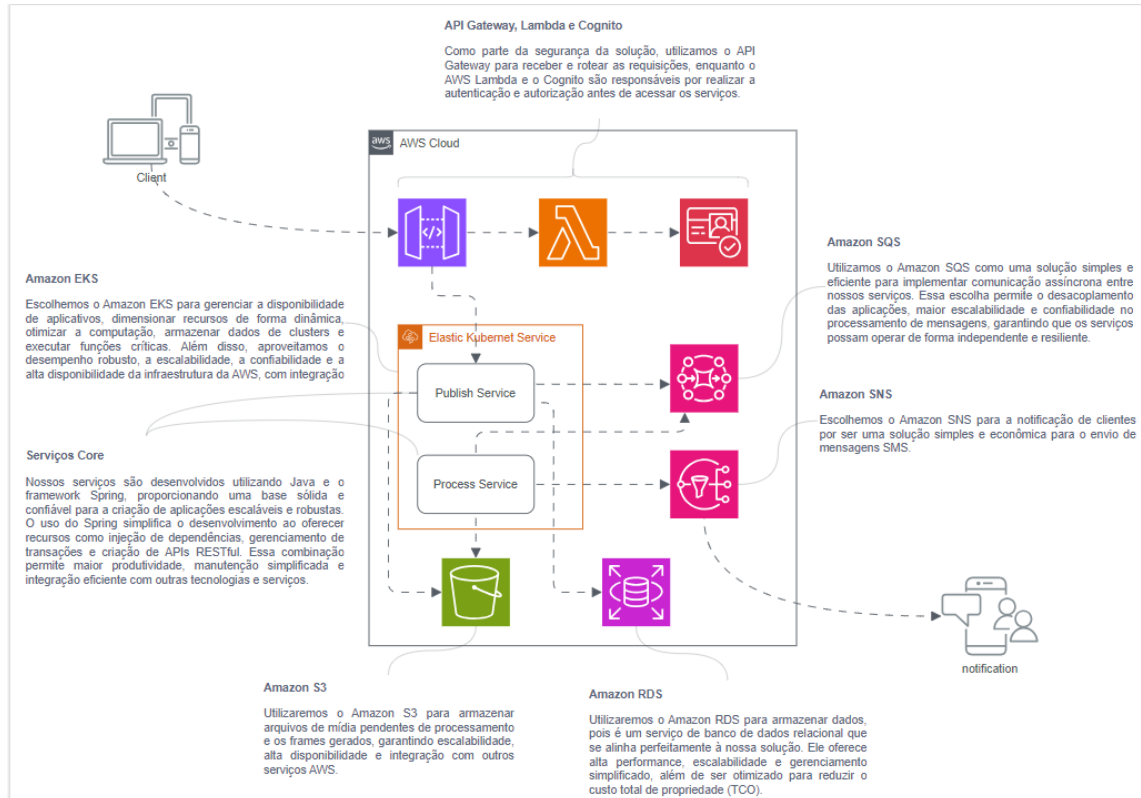 API Gateway, Lambda e Cognito
Como parte da segurança da solução, utilizamos o API
Gateway para receber e rotear as requisições, enquanto o
AWS Lambda e o Cognito são responsáveis por realizar a
autenticação e autorização antes de acessar os serviços.
Client
aws
AWS Cloud
Amazon EKS
Escolhemos o Amazon EKS para gerenciar a disponibilidade
de aplicativos, dimensionar recursos de forma dinâmica,
otimizar a computação, armazenar dados de clusters e
executar funções críticas. Além disso, aproveitamos o
desempenho robusto, a escalabilidade, a confiabilidade e a
alta disponibilidade da infraestrutura da AWS, com integração
Amazon SQS
Utilizamos o Amazon SQS como uma solução simples e
eficiente para implementar comunicação assíncrona entre
nossos serviços. Essa escolha permite o desacoplamento
das aplicações, maior escalabilidade e confiabilidade no
processamento de mensagens, garantindo que os serviços
possam operar de forma independente e resiliente.
Elastic Kubernetes Service
Publish Service
Process Service
Amazon SNS
Escolhemos o Amazon SNS para a notificação de clientes
por ser uma solução simples e econômica para o envio de
mensagens SMS.
Serviços Core
Nossos serviços são desenvolvidos utilizando Java e o
framework Spring, proporcionando uma base sólida e
confiável para a criação de aplicações escaláveis e robustas.
O uso do Spring simplifica o desenvolvimento ao oferecer
recursos como injeção de dependências, gerenciamento de
transações e criação de APIs RESTful. Essa combinação
permite maior produtividade, manutenção simplificada e
integração eficiente com outras tecnologias e serviços.
notification
Amazon S3
Utilizaremos o Amazon S3 para armazenar
arquivos de mídia pendentes de processamento
e os frames gerados, garantindo escalabilidade,
alta disponibilidade e integração com outros
serviços AWS.
Amazon RDS
Utilizaremos o Amazon RDS para armazenar dados,
pois é um serviço de banco de dados relacional que
se alinha perfeitamente à nossa solução. Ele oferece
alta performance, escalabilidade e gerenciamento
simplificado, além de ser otimizado para reduzir o
custo total de propriedade (TCO).